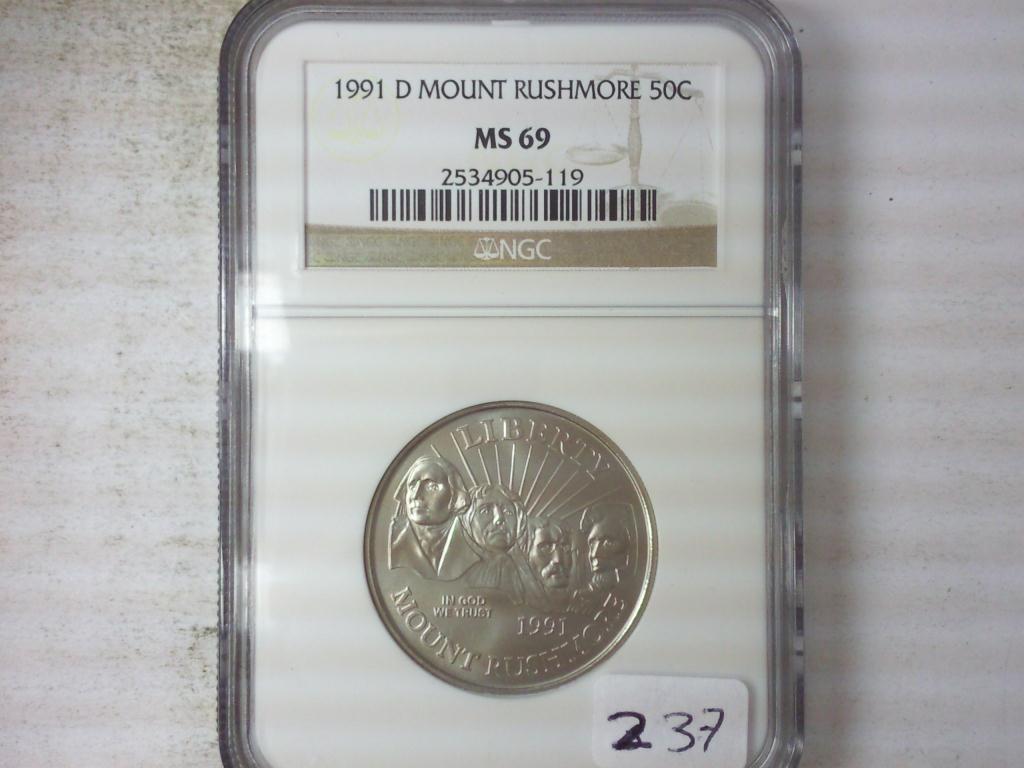 1991 D MOUNT RUSHMORE 50C
MS 69
2534905-119
NGC
LIBERTY
IN GOD
WE TRUST
1991
MOUNT RUSHMORE
237